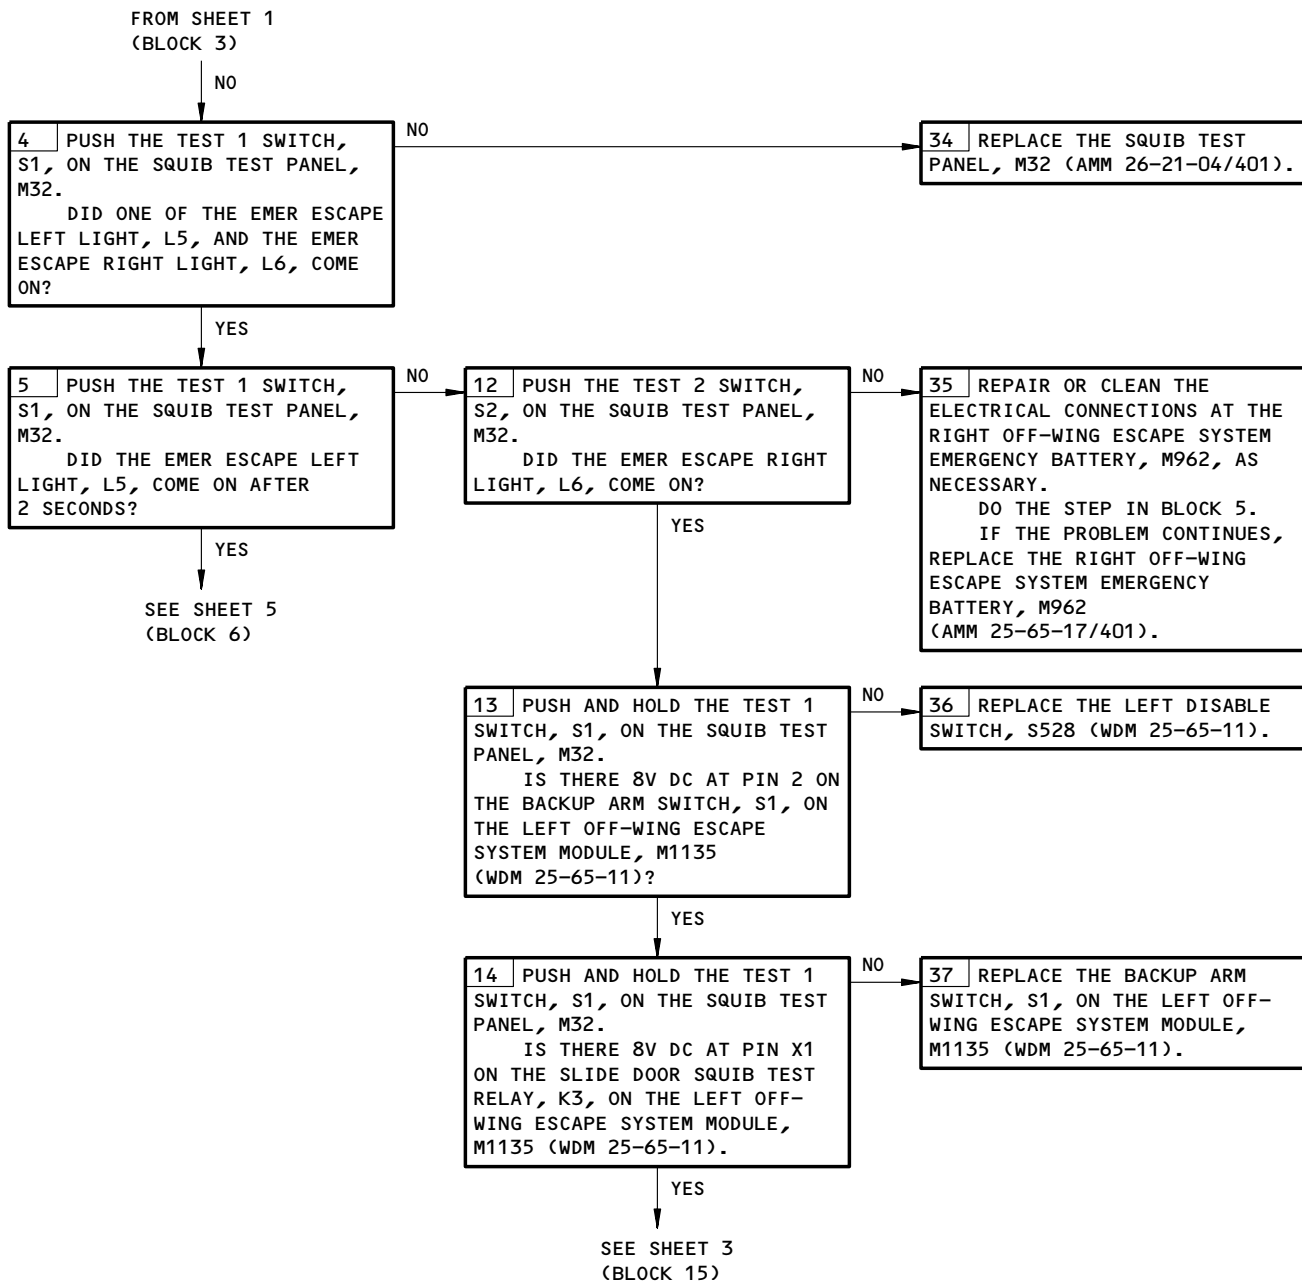 FROM SHEET 1
(BLOCK 3)
NO
4 PUSH THE TEST 1 SWITCH,
S1, ON THE SQUIB TEST PANEL,
M32.
DID ONE OF THE EMER ESCAPE
LEFT LIGHT, L5, AND THE EMER
ESCAPE RIGHT LIGHT, L6, COME
ON?
NO
34 REPLACE THE SQUIB TEST
PANEL, M32 (AMM 26-21-04/401).
YES
5 PUSH THE TEST 1 SWITCH,
S1, ON THE SQUIB TEST PANEL,
M32.
DID THE EMER ESCAPE LEFT
LIGHT, L5, COME ON AFTER
2 SECONDS?
NO
12 PUSH THE TEST 2 SWITCH,
S2, ON THE SQUIB TEST PANEL,
M32.
DID THE EMER ESCAPE RIGHT
LIGHT, L6, COME ON?
NO
35 REPAIR OR CLEAN THE
ELECTRICAL CONNECTIONS AT THE
RIGHT OFF-WING ESCAPE SYSTEM
EMERGENCY BATTERY, M962, AS
NECESSARY.
DO THE STEP IN BLOCK 5.
IF THE PROBLEM CONTINUES,
REPLACE THE RIGHT OFF-WING
ESCAPE SYSTEM EMERGENCY
BATTERY, M962
(AMM 25-65-17/401).
YES
SEE SHEET 5
(BLOCK 6)
YES
13 PUSH AND HOLD THE TEST 1
SWITCH, S1, ON THE SQUIB TEST
PANEL, M32.
IS THERE 8V DC AT PIN 2 ON
THE BACKUP ARM SWITCH, S1, ON
THE LEFT OFF-WING ESCAPE
SYSTEM MODULE, M1135
(WDM 25-65-11)?
NO
36 REPLACE THE LEFT DISABLE
SWITCH, S528 (WDM 25-65-11).
YES
14 PUSH AND HOLD THE TEST 1
SWITCH, S1, ON THE SQUIB TEST
PANEL, M32.
IS THERE 8V DC AT PIN X1
ON THE SLIDE DOOR SQUIB TEST
RELAY, K3, ON THE LEFT OFF-
WING ESCAPE SYSTEM MODULE,
M1135 (WDM 25-65-11).
NO
37 REPLACE THE BACKUP ARM
SWITCH, S1, ON THE LEFT OFF-
WING ESCAPE SYSTEM MODULE,
M1135 (WDM 25-65-11).
YES
SEE SHEET 3
(BLOCK 15)